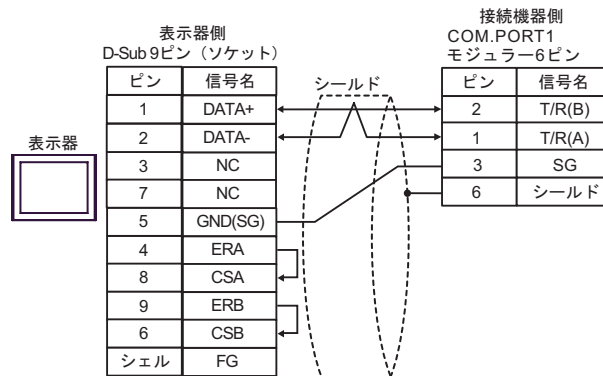 表示器側
D-Sub 9ピン（ソケット）
接続機器側
COM.PORT1
モジュラー6ピン
表示器
シールド
ピン 信号名
1 DATA+
2 DATA-
3 NC
7 NC
5 GND(SG)
4 ERA
8 CSA
9 ERB
6 CSB
シェル FG
ピン 信号名
2 T/R(B)
1 T/R(A)
3 SG
6 シールド